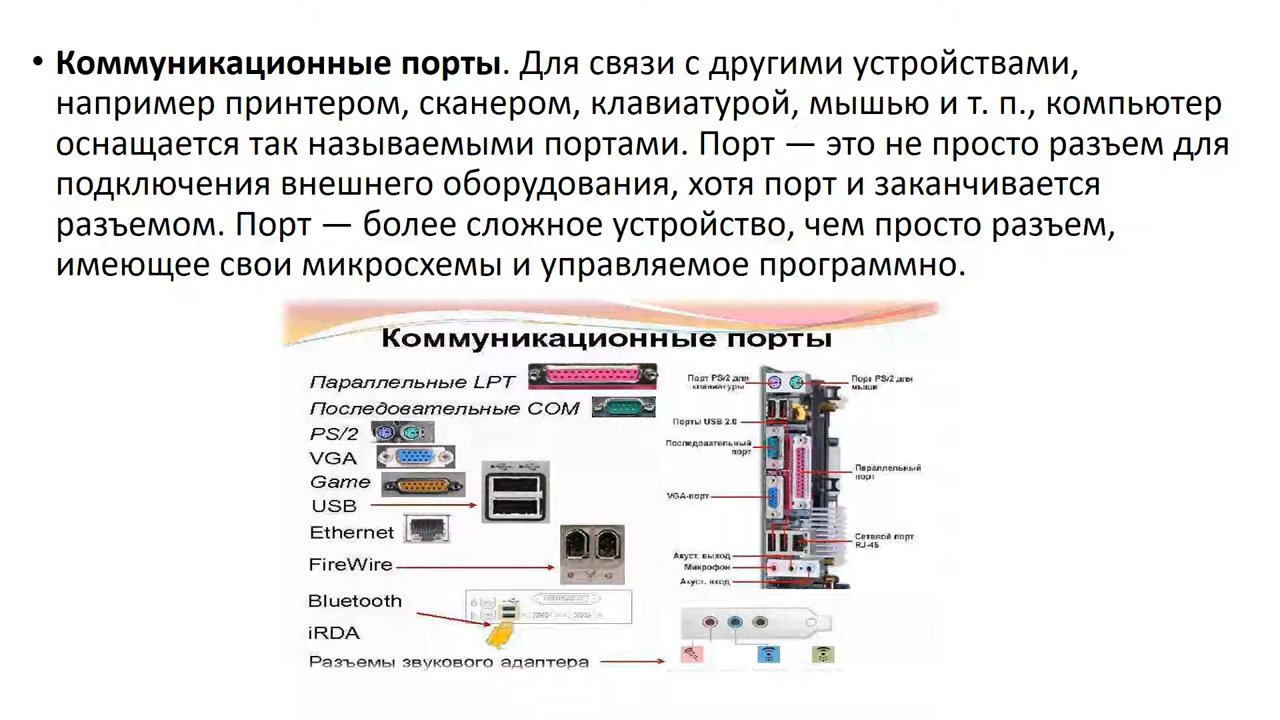 • Коммуникационные порты. Для связи с другими устройствами,
например принтером, сканером, клавиатурой, мышью и т. п., компьютер
оснащается так называемыми портами. Порт — это не просто разъем для
подключения внешнего оборудования, хотя порт и заканчивается
разъемом. Порт — более сложное устройство, чем просто разъем,
имеющее свои микросхемы и управляемое программно.
Коммуникационные порты
Параллельные LPT
Последовательные COM
PS/2
VGA
Game
USB
Ethernet
FireWire
Bluetooth
iRDA
Разъемы звукового адаптера
Порт PS/2 для
клавиатуры
Порт PS/2 для
мыши
Порты USB 2.0
Последовательный
порт
Параллельный
порт
VGA-порт
Сетевой порт
RJ-45
Акуст. выход
Микрофон
Акуст. вход